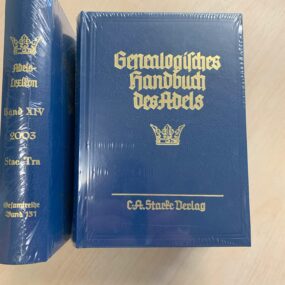 Adels-
lexikon
Band XIV
2003
Stae-Tra
Gesamtreihe
Band 131
Genealogisches
Handbuch
des Adels
C.A. Starke Verlag